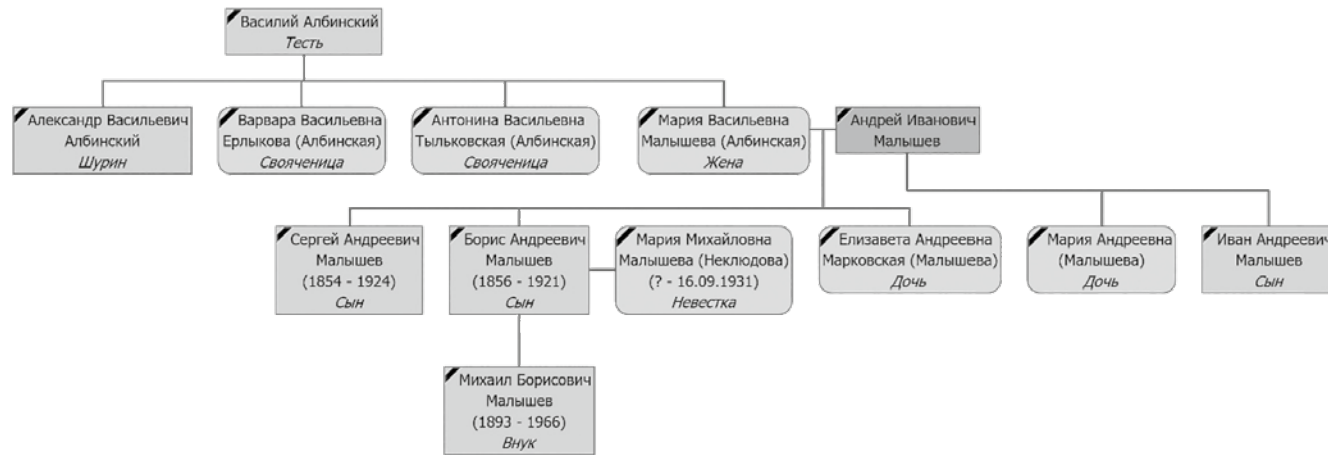 Василий Албинский
Тесть
Александр Васильевич
Албинский
Шурин
Варвара Васильевна
Ерлыкова (Албинская)
Свояченица
Антонина Васильевна
Тыльковская (Албинская)
Свояченица
Мария Васильевна
Малышева (Албинская)
Жена
Андрей Иванович
Малышев
Сергей Андреевич
Малышев
(1854 - 1924)
Сын
Борис Андреевич
Малышев
(1856 - 1921)
Сын
Мария Михайловна
Малышева (Неклюдова)
(? - 16.09.1931)
Невестка
Елизавета Андреевна
Марковская (Малышева)
Дочь
Мария Андреевна
(Малышева)
Дочь
Иван Андреевич
Малышев
Сын
Михаил Борисович
Малышев
(1893 - 1966)
Внук